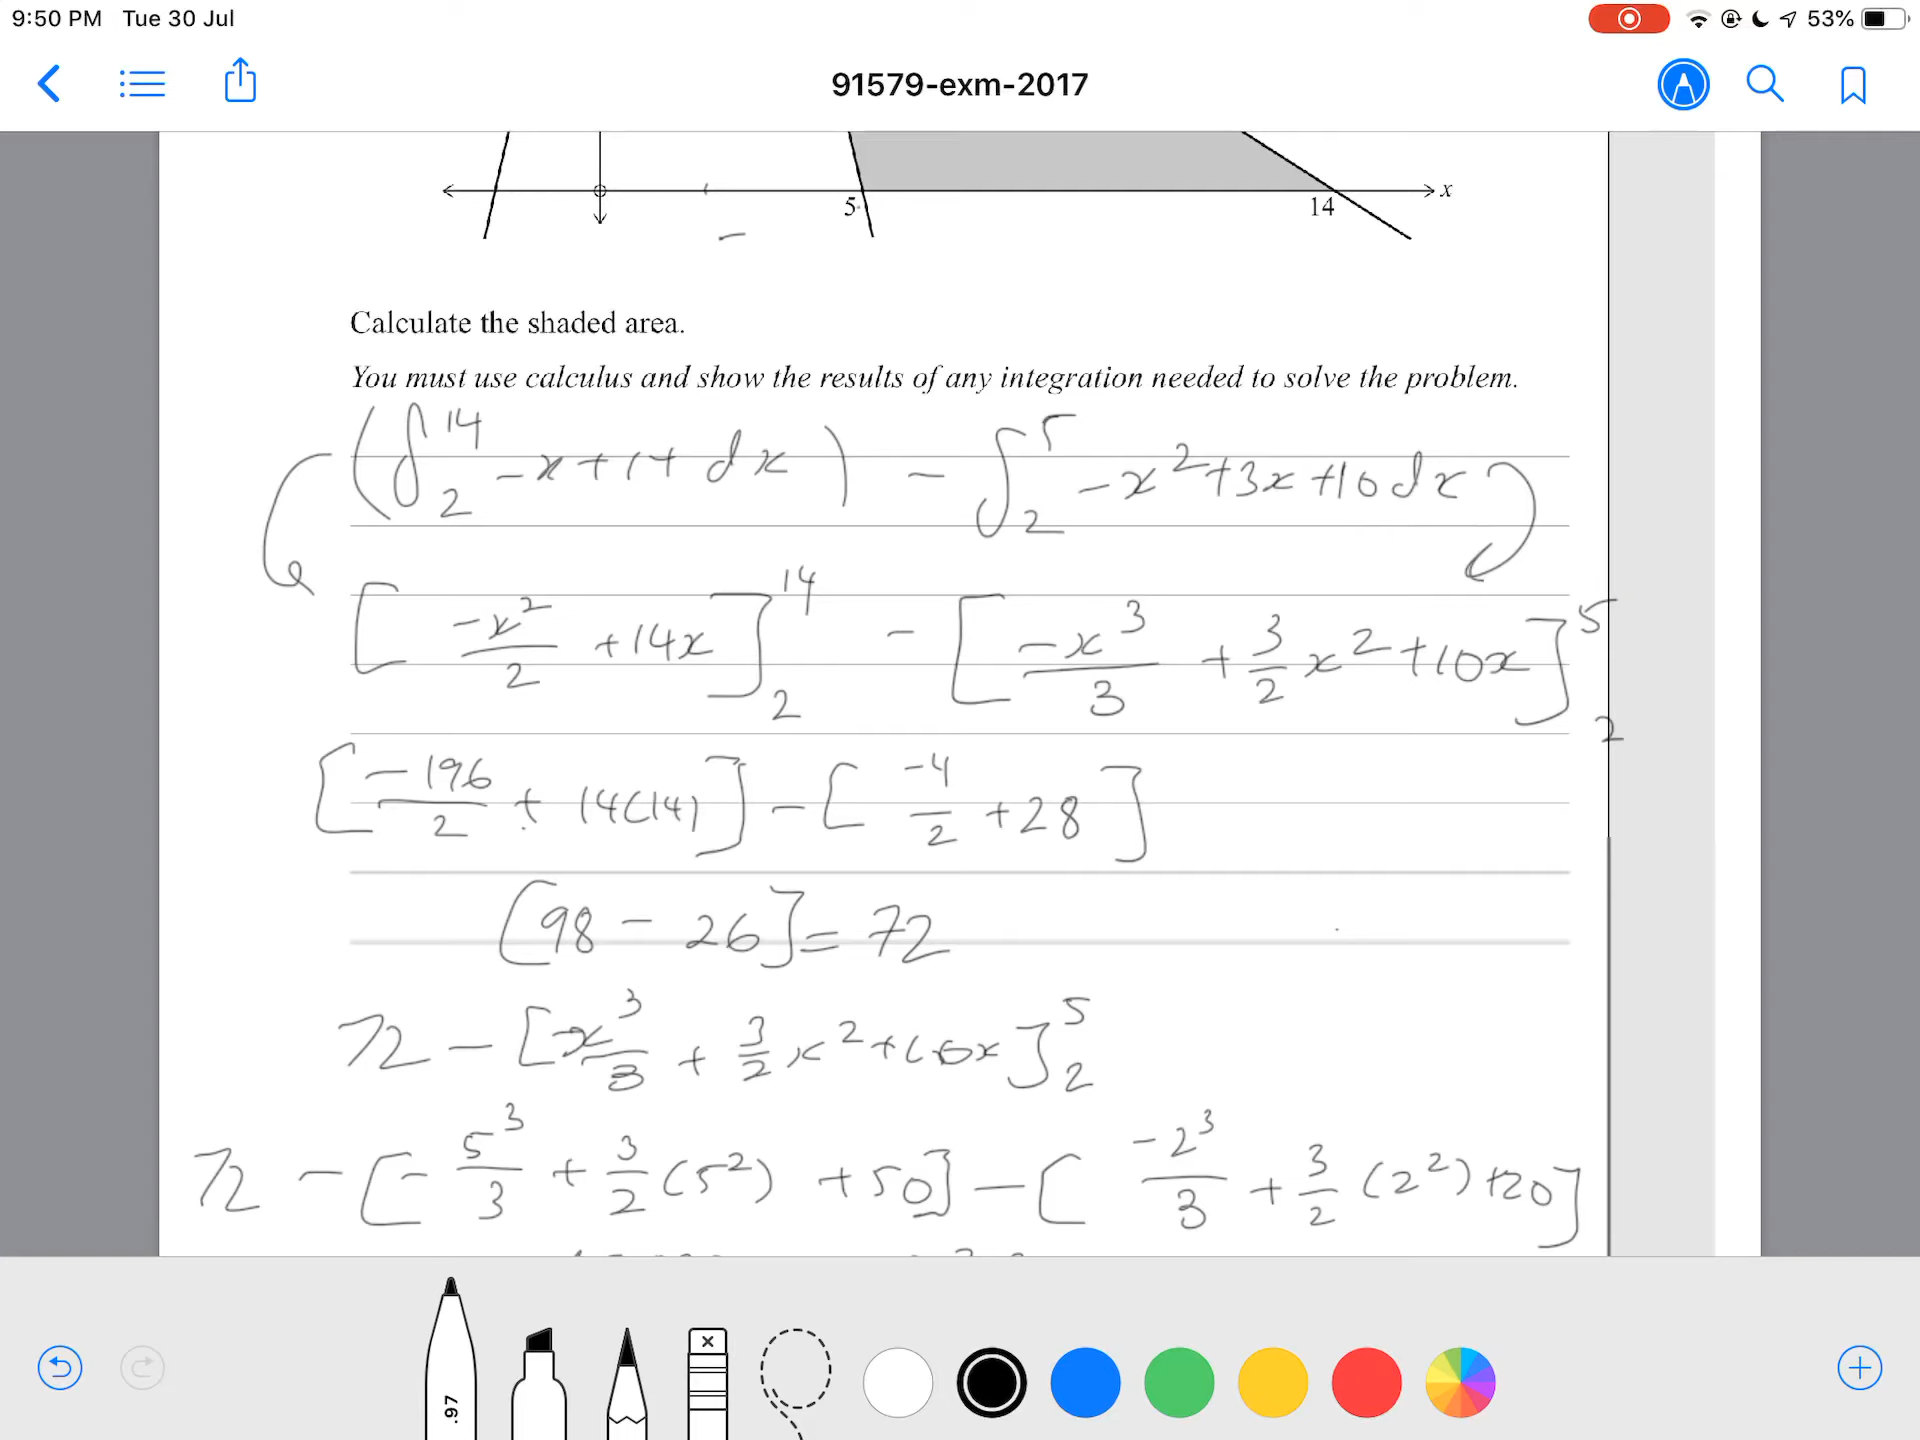 9:50 PM Tue 30 Jul
53%
91579-exm-2017
x
5
14
Calculate the shaded area.
You must use calculus and show the results of any integration needed to solve the problem.
(∫₂¹⁴ -x+14 dx) - ∫₂⁵ -x²+3x+10dx
[-x²/2 +14x]₂¹⁴ - [-x³/3 + 3/2 x²+10x]₂⁵
[-196/2 + 14(14)] - [-4/2 +28]
[98 - 26] = 72
72 - [-x³/3 + 3/2 x²+10x]₂⁵
72 - [-5³/3 + 3/2 (5²) +50] - [-2³/3 + 3/2 (2²)+20]
.97